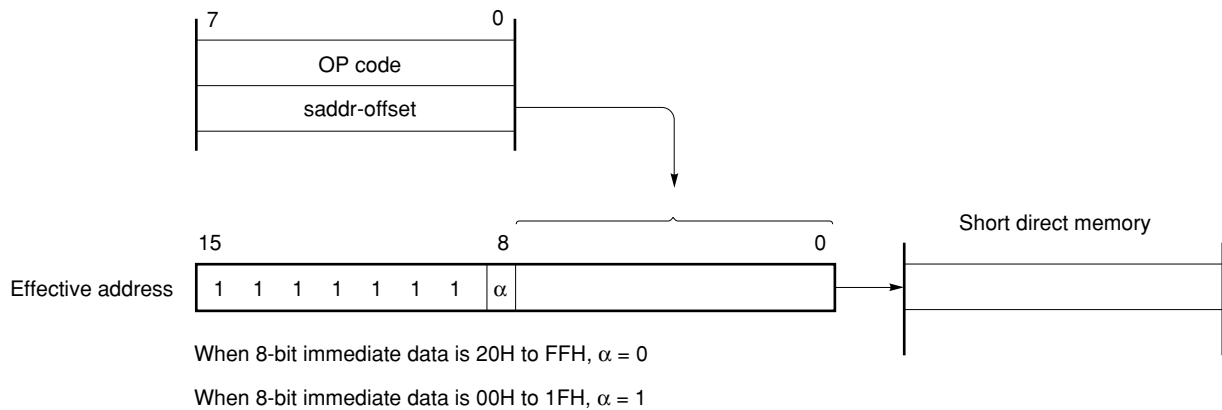 7 0
OP code
saddr-offset
Short direct memory
15 8 0
Effective address 1 1 1 1 1 1 1 α
When 8-bit immediate data is 20H to FFH, α = 0
When 8-bit immediate data is 00H to 1FH, α = 1